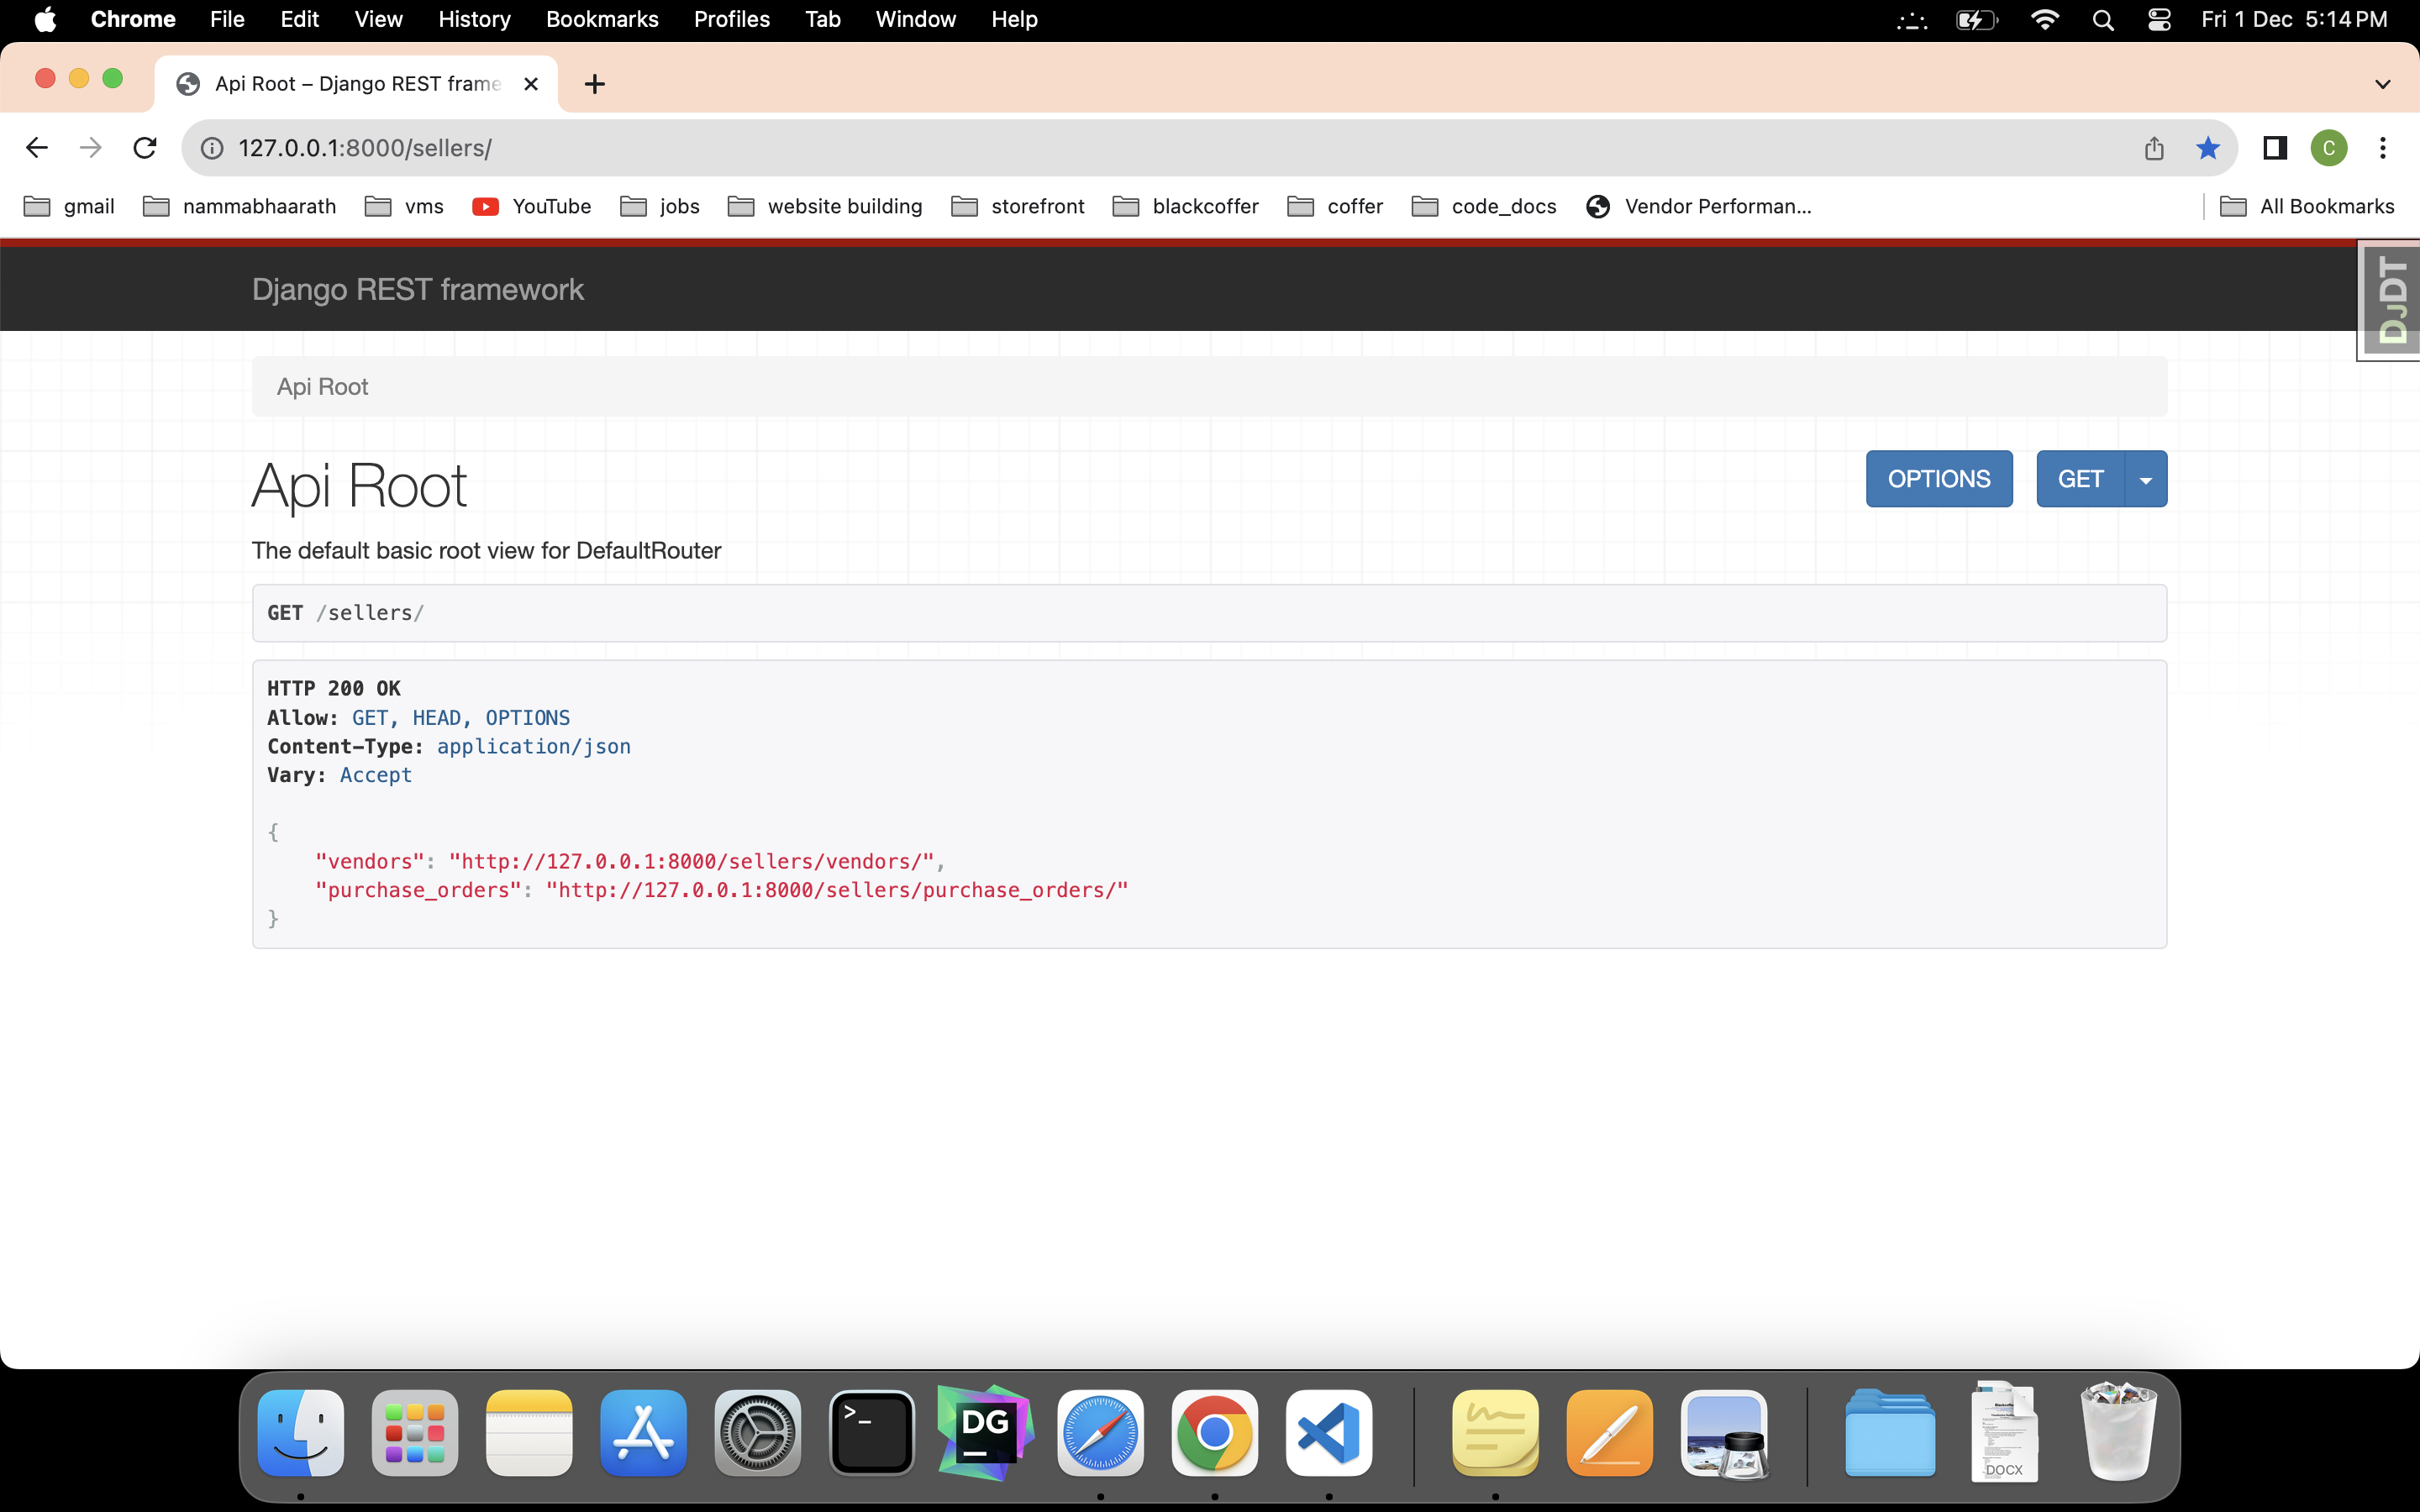 Chrome File Edit View History Bookmarks Profiles Tab Window Help Fri 1 Dec 5:14 PM
Api Root – Django REST frame
127.0.0.1:8000/sellers/ C
gmail nammabhaarath vms YouTube jobs website building storefront blackcoffer coffer code_docs Vendor Performan... All Bookmarks
Django REST framework
DJDT
Api Root
Api Root
OPTIONS GET
The default basic root view for DefaultRouter
GET /sellers/
HTTP 200 OK
Allow: GET, HEAD, OPTIONS
Content-Type: application/json
Vary: Accept
{
"vendors": "http://127.0.0.1:8000/sellers/vendors/",
"purchase_orders": "http://127.0.0.1:8000/sellers/purchase_orders/"
}
>_
DG
DOCX